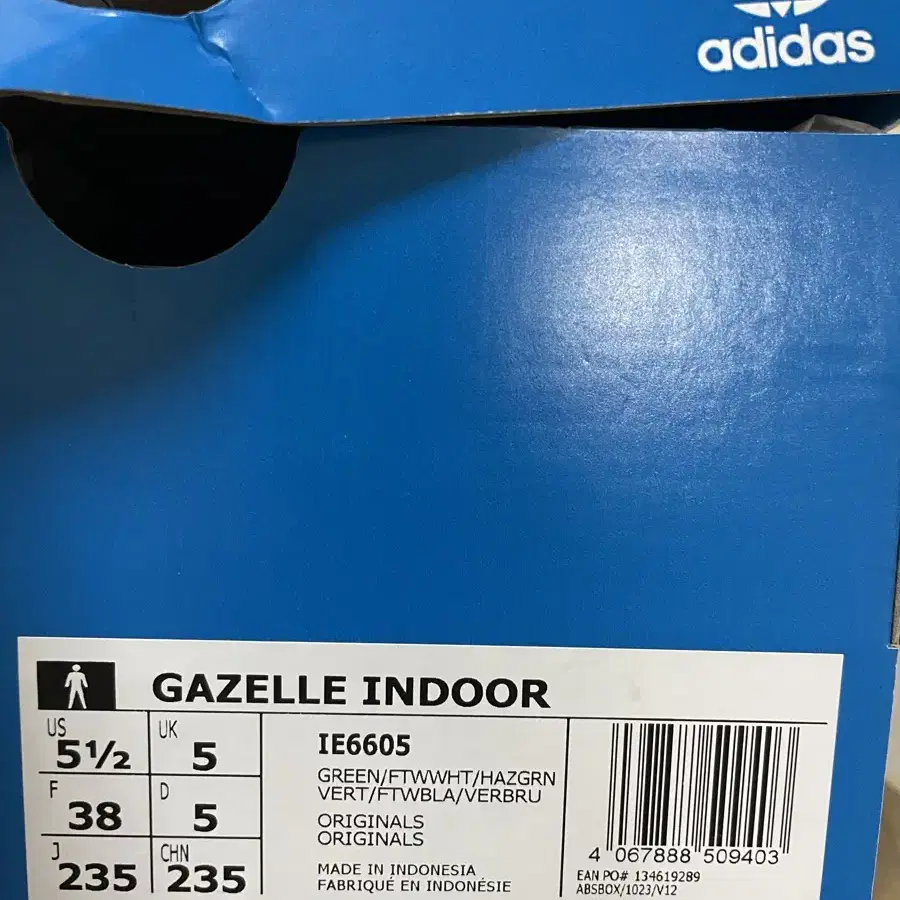 adidas
GAZELLE INDOOR
US
5½
UK
5
F
38
D
5
J
235
CHN
235
IE6605
GREEN/FTWWHT/HAZGRN
VERT/FTWBLA/VERBRU
ORIGINALS
ORIGINALS
MADE IN INDONESIA
FABRIQUÉ EN INDONÉSIE
4 067888 509403
EAN PO# 134619289
ABSBOX/1023/V12